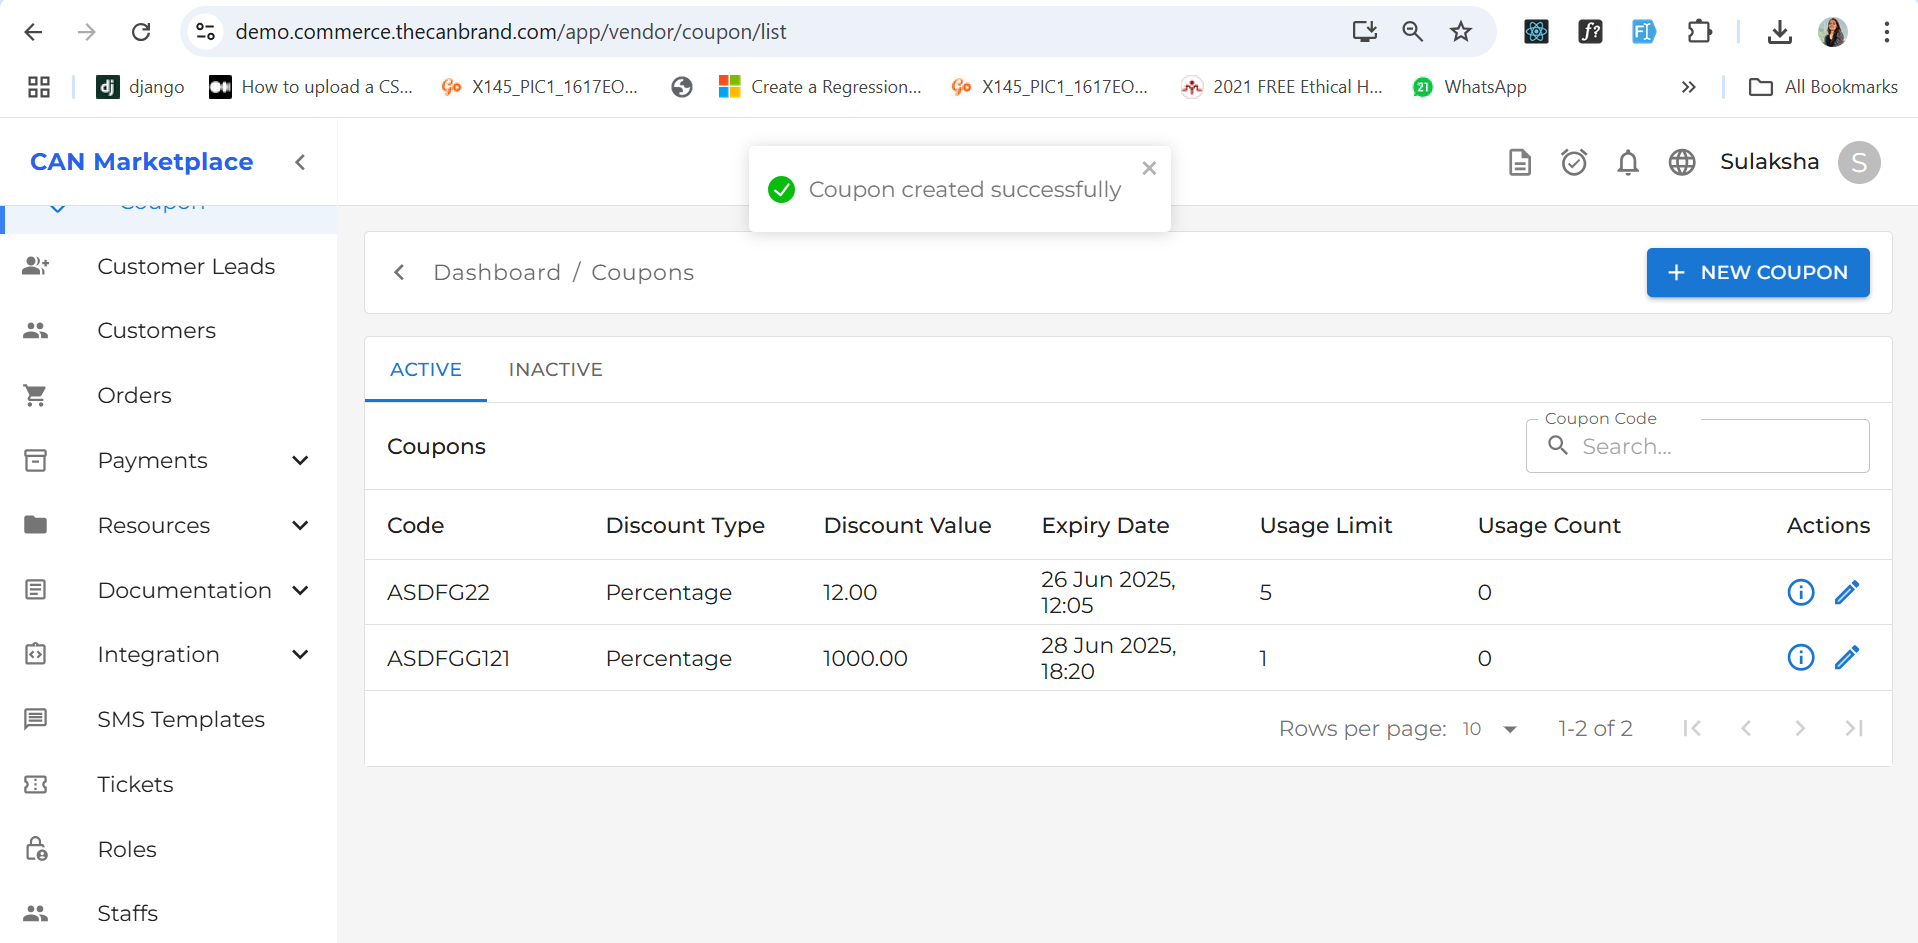 demo.commerce.thecanbrand.com/app/vendor/coupon/list
django
How to upload a CS...
X145_PIC1_1617EO...
Create a Regression...
X145_PIC1_1617EO...
2021 FREE Ethical H...
21 WhatsApp
All Bookmarks
CAN Marketplace
Coupon created successfully
Sulaksha S
Coupon
Customer Leads
Customers
Orders
Payments
Resources
Documentation
Integration
SMS Templates
Tickets
Roles
Staffs
Dashboard / Coupons
+ NEW COUPON
ACTIVE INACTIVE
Coupons
Coupon Code
Search...
Code Discount Type Discount Value Expiry Date Usage Limit Usage Count Actions
ASDFG22 Percentage 12.00 26 Jun 2025, 12:05 5 0
ASDFGG121 Percentage 1000.00 28 Jun 2025, 18:20 1 0
Rows per page: 10 1-2 of 2